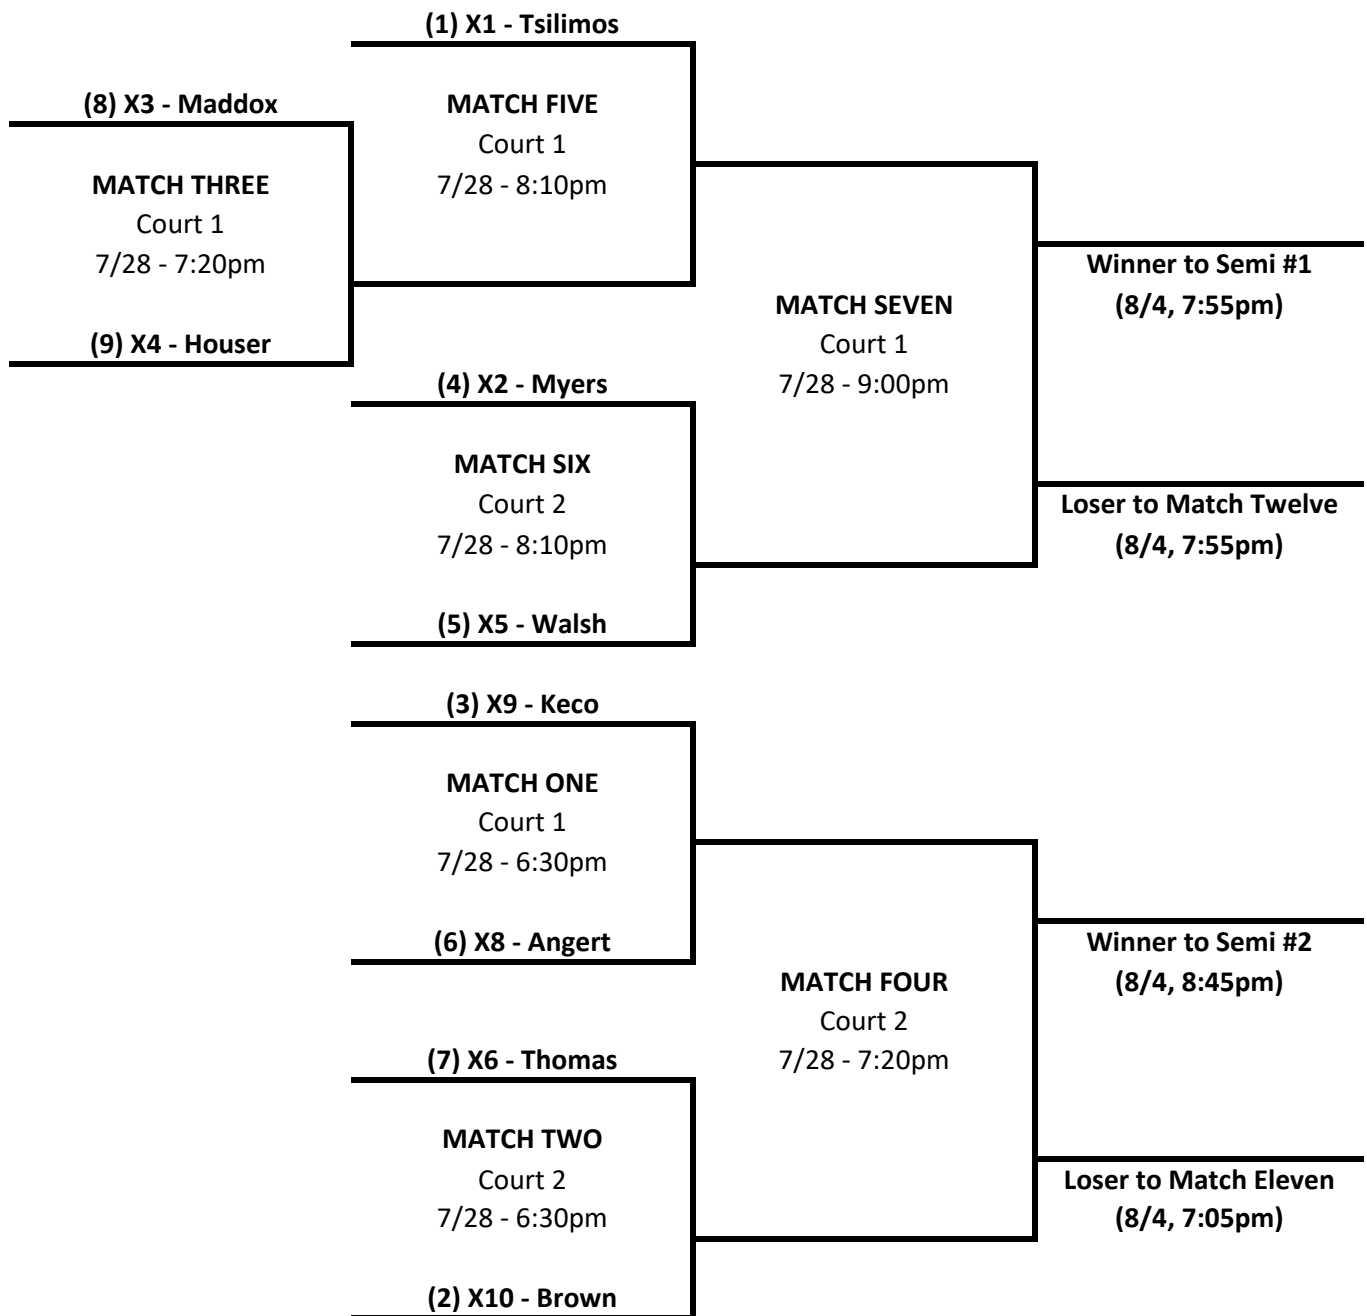 (1) X1 - Tsilimos
(8) X3 - Maddox
MATCH FIVE
Court 1
7/28 - 8:10pm
MATCH THREE
Court 1
7/28 - 7:20pm
(9) X4 - Houser
Winner to Semi #1
(8/4, 7:55pm)
MATCH SEVEN
Court 1
7/28 - 9:00pm
(4) X2 - Myers
MATCH SIX
Court 2
7/28 - 8:10pm
Loser to Match Twelve
(8/4, 7:55pm)
(5) X5 - Walsh
(3) X9 - Keco
MATCH ONE
Court 1
7/28 - 6:30pm
(6) X8 - Angert
Winner to Semi #2
(8/4, 8:45pm)
MATCH FOUR
Court 2
7/28 - 7:20pm
(7) X6 - Thomas
MATCH TWO
Court 2
7/28 - 6:30pm
Loser to Match Eleven
(8/4, 7:05pm)
(2) X10 - Brown